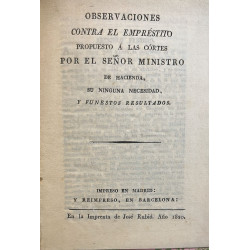 OBSERVACIONES
CONTRA EL EMPRÉSTITO
PROPUESTO Á LAS CÓRTES
POR EL SEÑOR MINISTRO
DE HACIENDA,
SU NINGUNA NECESIDAD,
Y FUNESTOS RESULTADOS.
IMPRESO EN MADRID:
Y REIMPRESO, EN BARCELONA:
En la Imprenta de José Rubió. Año 1820.